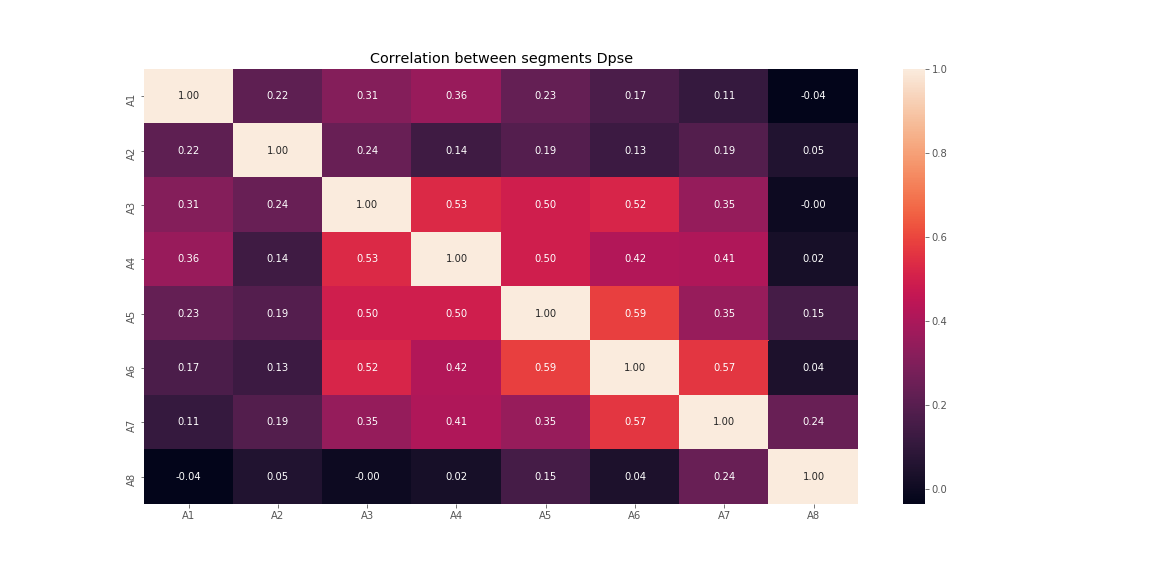 Correlation between segments Dpse
A1 1.00 0.22 0.31 0.36 0.23 0.17 0.11 -0.04
A2 0.22 1.00 0.24 0.14 0.19 0.13 0.19 0.05
A3 0.31 0.24 1.00 0.53 0.50 0.52 0.35 -0.00
A4 0.36 0.14 0.53 1.00 0.50 0.42 0.41 0.02
A5 0.23 0.19 0.50 0.50 1.00 0.59 0.35 0.15
A6 0.17 0.13 0.52 0.42 0.59 1.00 0.57 0.04
A7 0.11 0.19 0.35 0.41 0.35 0.57 1.00 0.24
A8 -0.04 0.05 -0.00 0.02 0.15 0.04 0.24 1.00
A1 A2 A3 A4 A5 A6 A7 A8
1.0
0.8
0.6
0.4
0.2
0.0